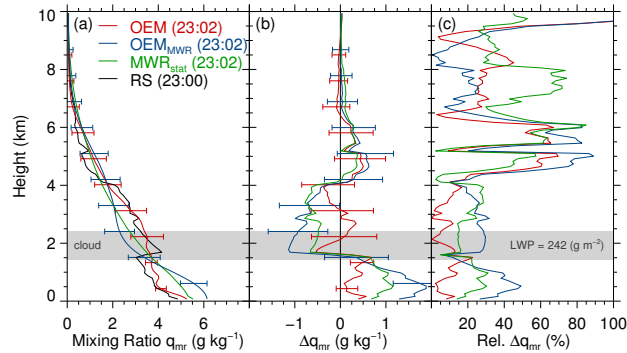 (a)
OEM (23:02)
OEM_MWR (23:02)
MWR_stat (23:02)
RS (23:00)
(b)
(c)
10
8
6
4
2
0
Height (km)
cloud
LWP = 242 (g m⁻²)
0 2 4 6
−1 0 1
20 40 60 80 100
Mixing Ratio q_mr (g kg⁻¹)
Δq_mr (g kg⁻¹)
Rel. Δq_mr (%)